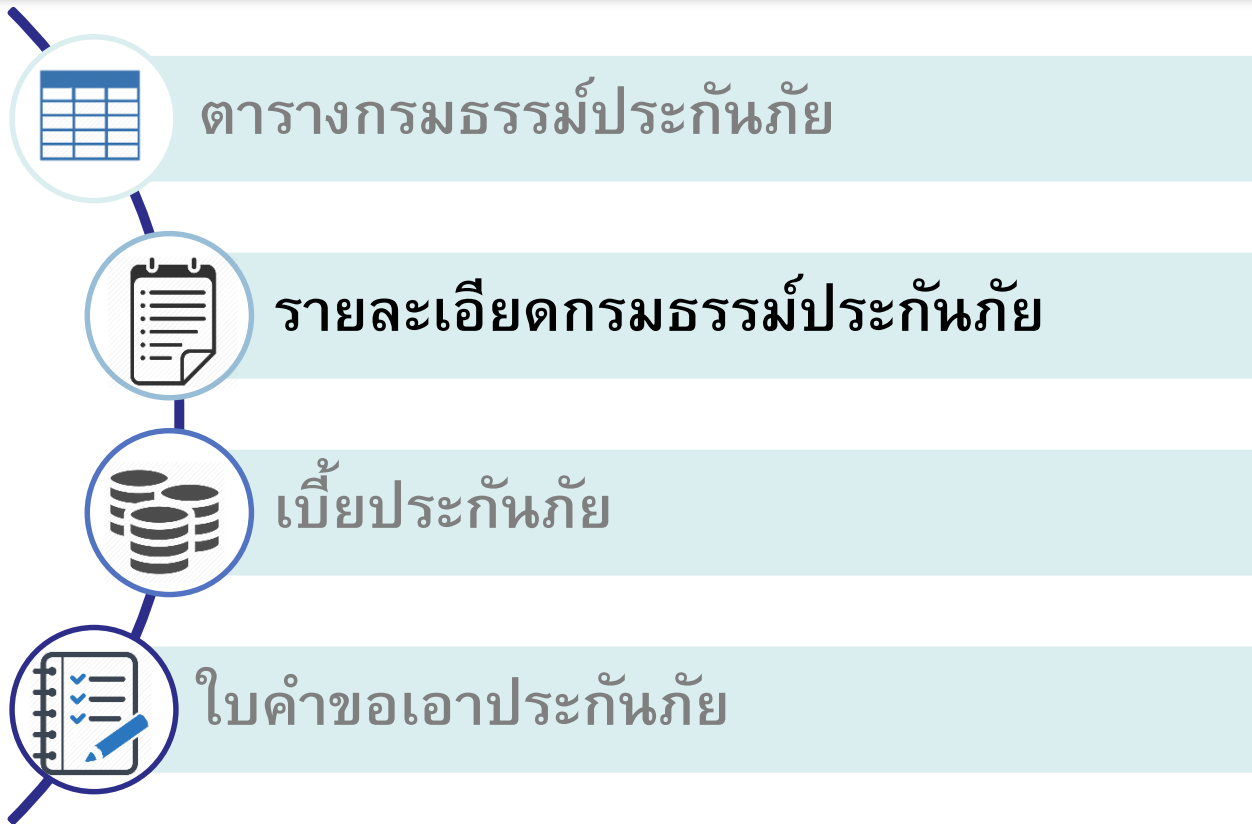 ตารางกรมธรรม์ประกันภัย
รายละเอียดกรมธรรม์ประกันภัย
เบี้ยประกันภัย
ใบคำขอเอาประกันภัย